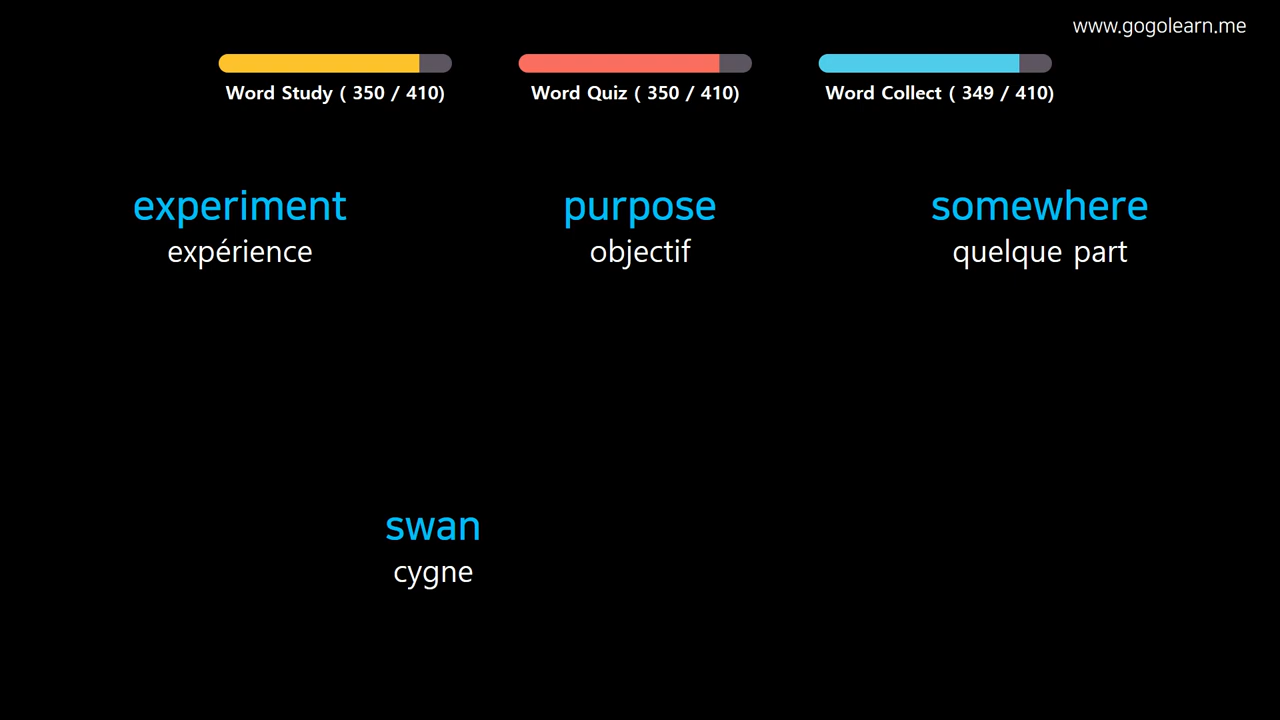 www.gogolearn.me
Word Study ( 350 / 410)
Word Quiz ( 350 / 410)
Word Collect ( 349 / 410)
experiment
expérience
purpose
objectif
somewhere
quelque part
swan
cygne